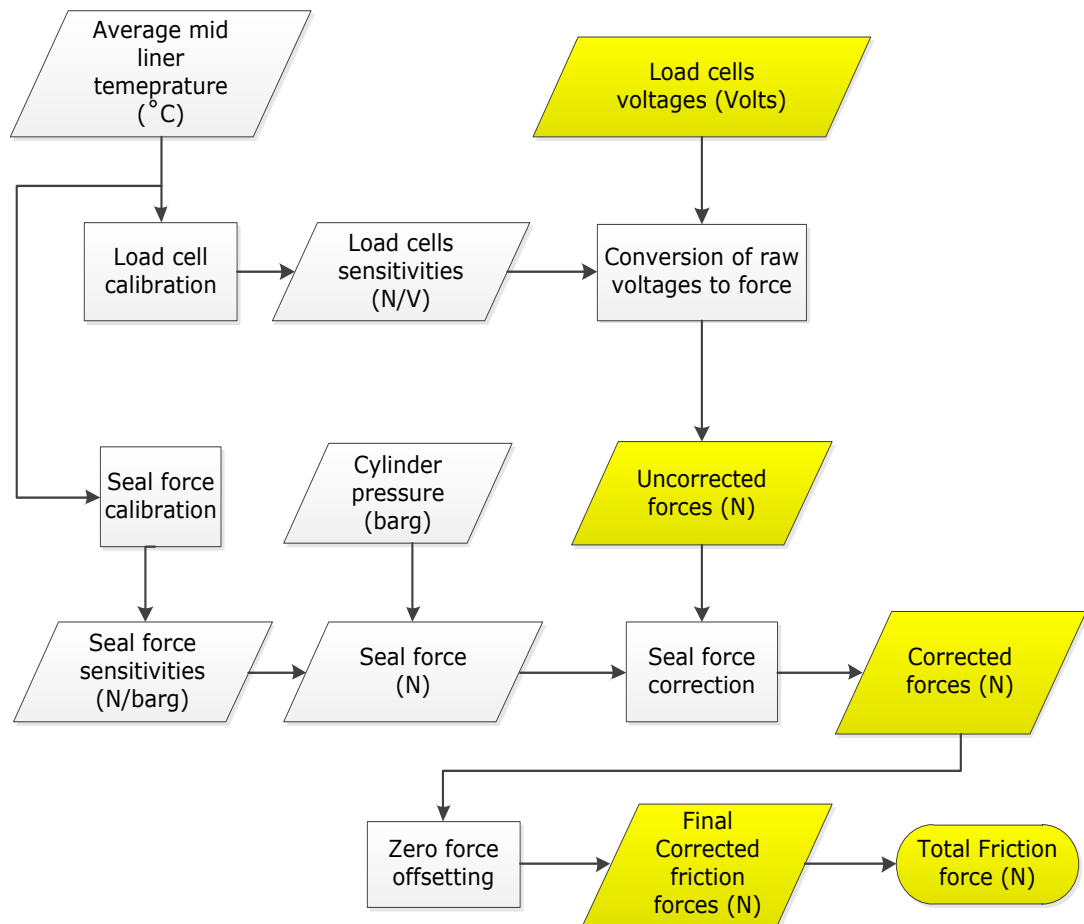 Average mid
liner
temeprature
(˚C)
Load cells
voltages (Volts)
Load cell
calibration
Load cells
sensitivities
(N/V)
Conversion of raw
voltages to force
Seal force
calibration
Cylinder
pressure
(barg)
Uncorrected
forces (N)
Seal force
sensitivities
(N/barg)
Seal force
(N)
Seal force
correction
Corrected
forces (N)
Zero force
offsetting
Final
Corrected
friction
forces (N)
Total Friction
force (N)